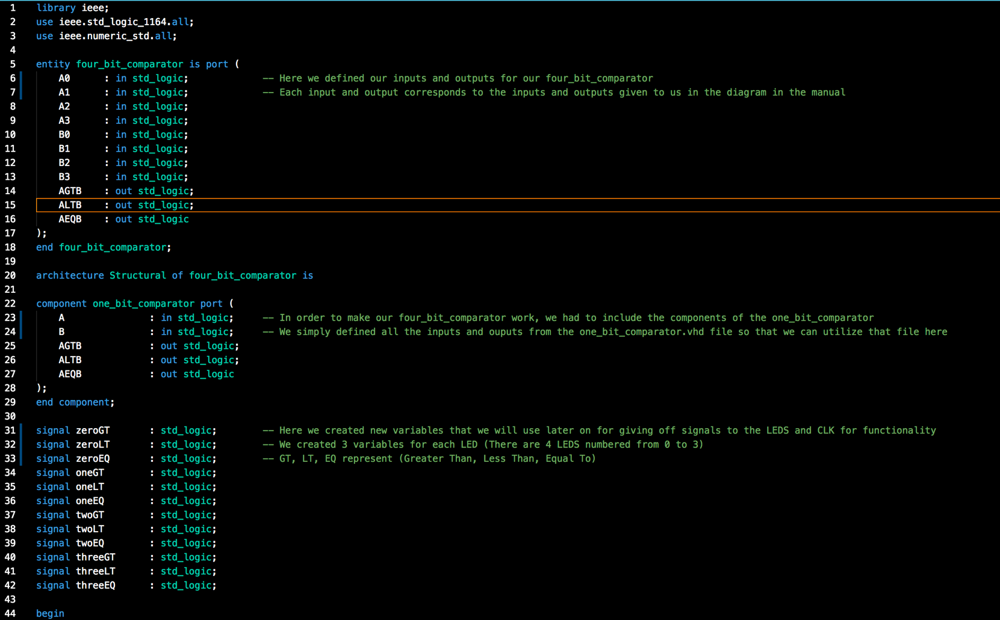 1 library ieee;
2 use ieee.std_logic_1164.all;
3 use ieee.numeric_std.all;
4
5 entity four_bit_comparator is port (
6 A0 : in std_logic; -- Here we defined our inputs and outputs for our four_bit_comparator
7 A1 : in std_logic; -- Each input and output corresponds to the inputs and outputs given to us in the diagram in the manual
8 A2 : in std_logic;
9 A3 : in std_logic;
10 B0 : in std_logic;
11 B1 : in std_logic;
12 B2 : in std_logic;
13 B3 : in std_logic;
14 AGTB : out std_logic;
15 ALTB : out std_logic;
16 AEQB : out std_logic
17 );
18 end four_bit_comparator;
19
20 architecture Structural of four_bit_comparator is
21
22 component one_bit_comparator port (
23 A : in std_logic; -- In order to make our four_bit_comparator work, we had to include the components of the one_bit_comparator
24 B : in std_logic; -- We simply defined all the inputs and ouputs from the one_bit_comparator.vhd file so that we can utilize that file here
25 AGTB : out std_logic;
26 ALTB : out std_logic;
27 AEQB : out std_logic
28 );
29 end component;
30
31 signal zeroGT : std_logic; -- Here we created new variables that we will use later on for giving off signals to the LEDS and CLK for functionality
32 signal zeroLT : std_logic; -- We created 3 variables for each LED (There are 4 LEDS numbered from 0 to 3)
33 signal zeroEQ : std_logic; -- GT, LT, EQ represent (Greater Than, Less Than, Equal To)
34 signal oneGT : std_logic;
35 signal oneLT : std_logic;
36 signal oneEQ : std_logic;
37 signal twoGT : std_logic;
38 signal twoLT : std_logic;
39 signal twoEQ : std_logic;
40 signal threeGT : std_logic;
41 signal threeLT : std_logic;
42 signal threeEQ : std_logic;
43
44 begin